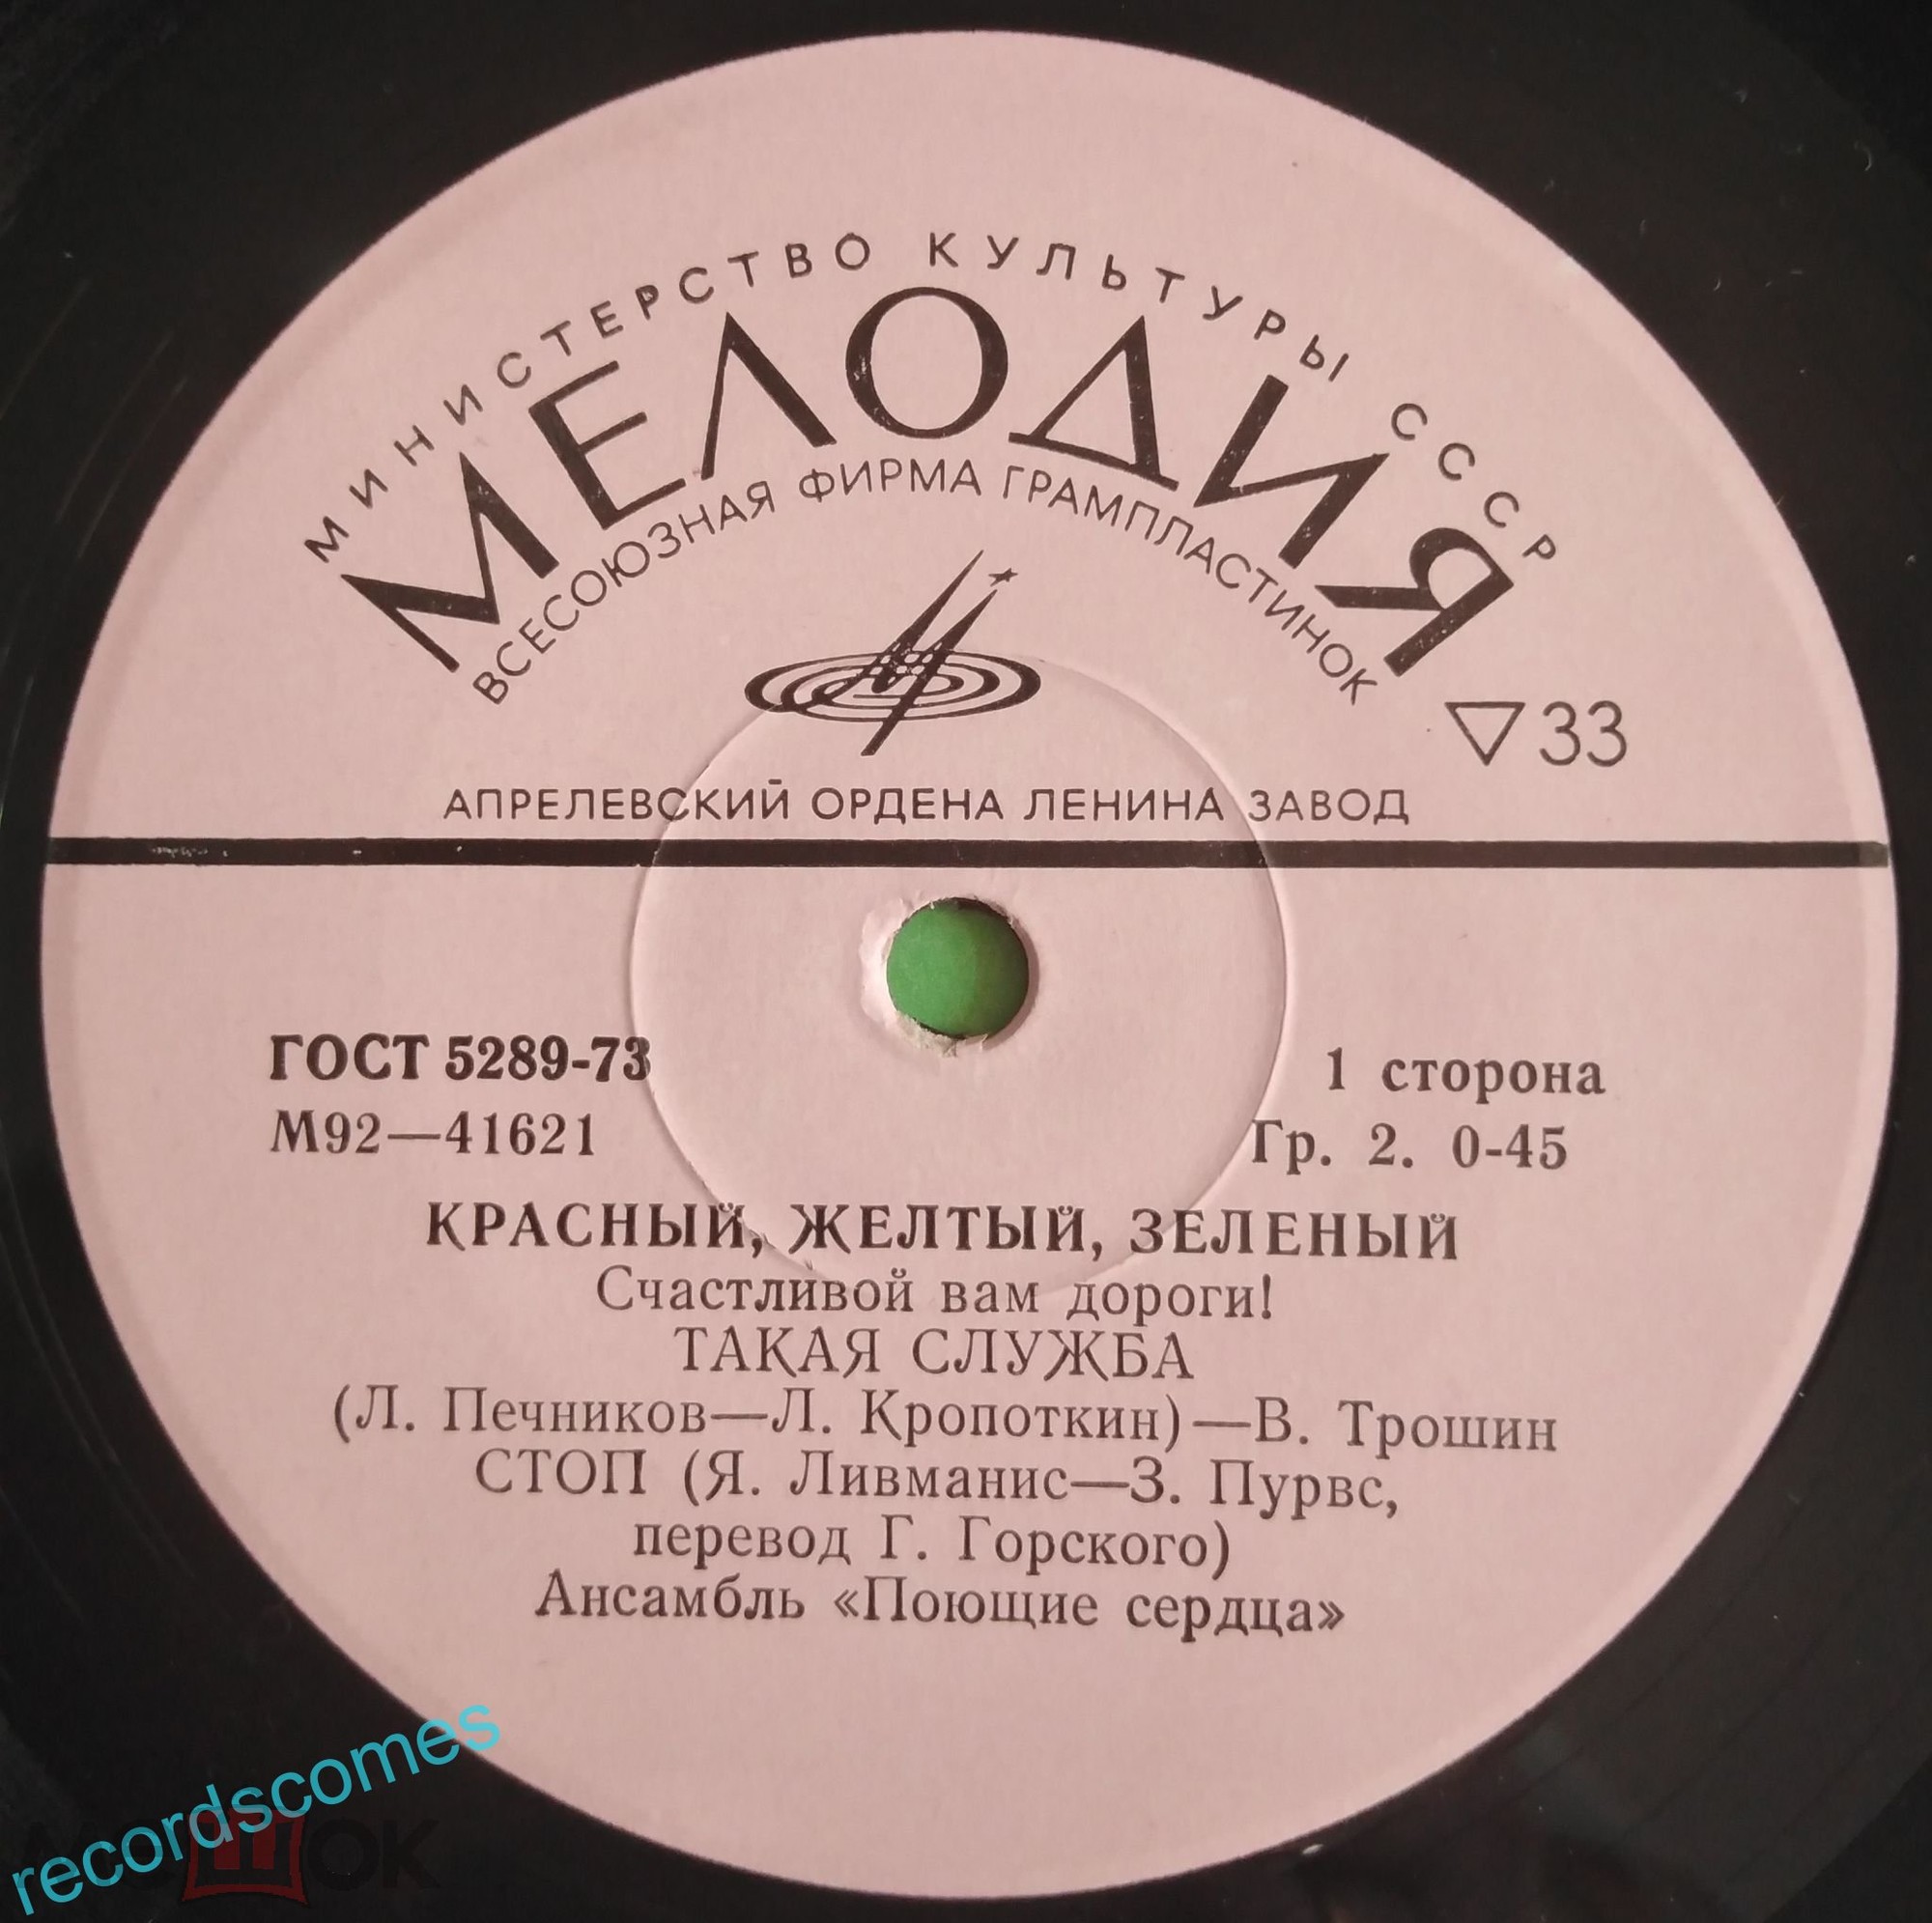 МИНИСТЕРСТВО КУЛЬТУРЫ СССР
МЕЛОДИЯ
ВСЕСОЮЗНАЯ ФИРМА ГРАМПЛАСТИНОК
33
АПРЕЛЕВСКИЙ ОРДЕНА ЛЕНИНА ЗАВОД
ГОСТ 5289-73
М92—41621
1 сторона
Гр. 2. 0-45
КРАСНЫЙ, ЖЕЛТЫЙ, ЗЕЛЕНЫЙ
Счастливой вам дороги!
ТАКАЯ СЛУЖБА
(Л. Печников—Л. Кропоткин)—В. Трошин
СТОП (Я. Ливманис—З. Пурвс,
перевод Г. Горского)
Ансамбль «Поющие сердца»
recordscomes